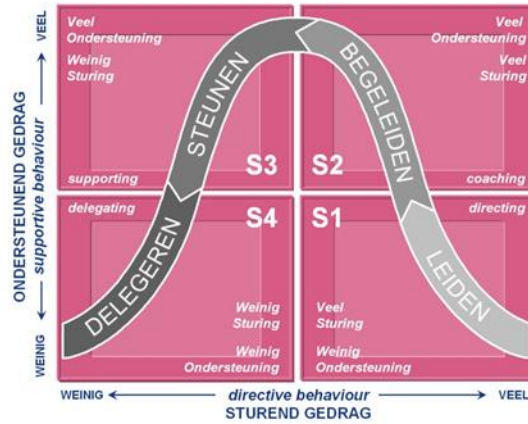 VEEL
ONDERSTEUNEND GEDRAG
supportive behaviour
WEINIG
Veel
Ondersteuning
Weinig
Sturing
supporting
S3
STEUNEN
Veel
Ondersteuning
Veel
Sturing
coaching
S2
BEGELEIDEN
delegating
S4
DELEGEREN
Weinig
Sturing
Weinig
Ondersteuning
directing
S1
LEIDEN
Veel
Sturing
Weinig
Ondersteuning
WEINIG
directive behaviour
VEEL
STUREND GEDRAG